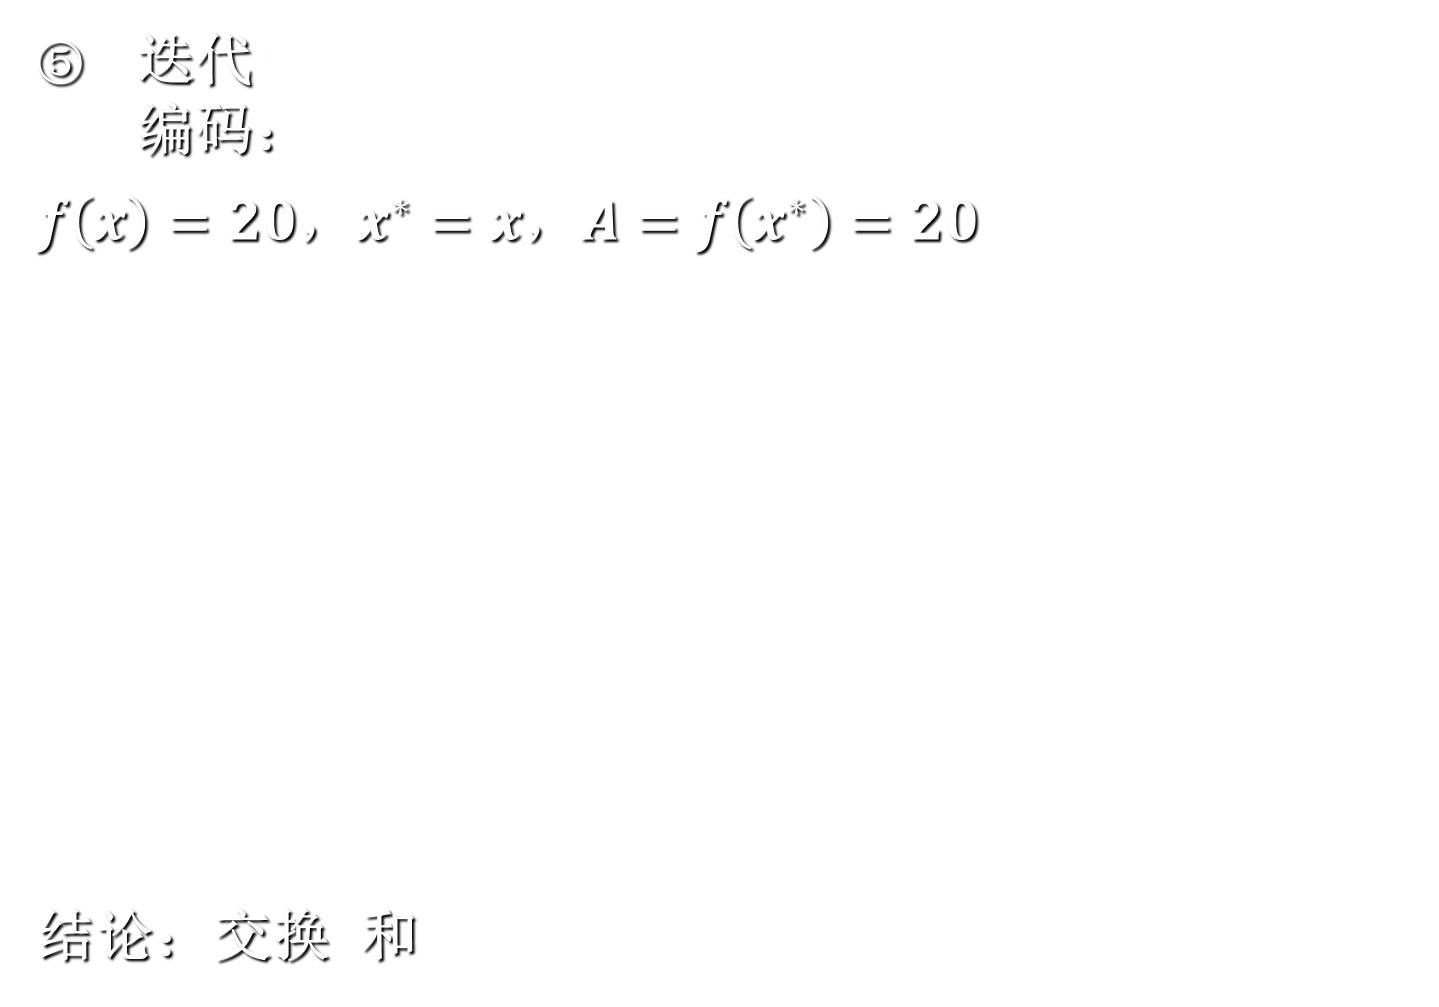 ⑤ 迭代
编码：
f(x) = 20，x* = x，A = f(x*) = 20
结论：交换 和